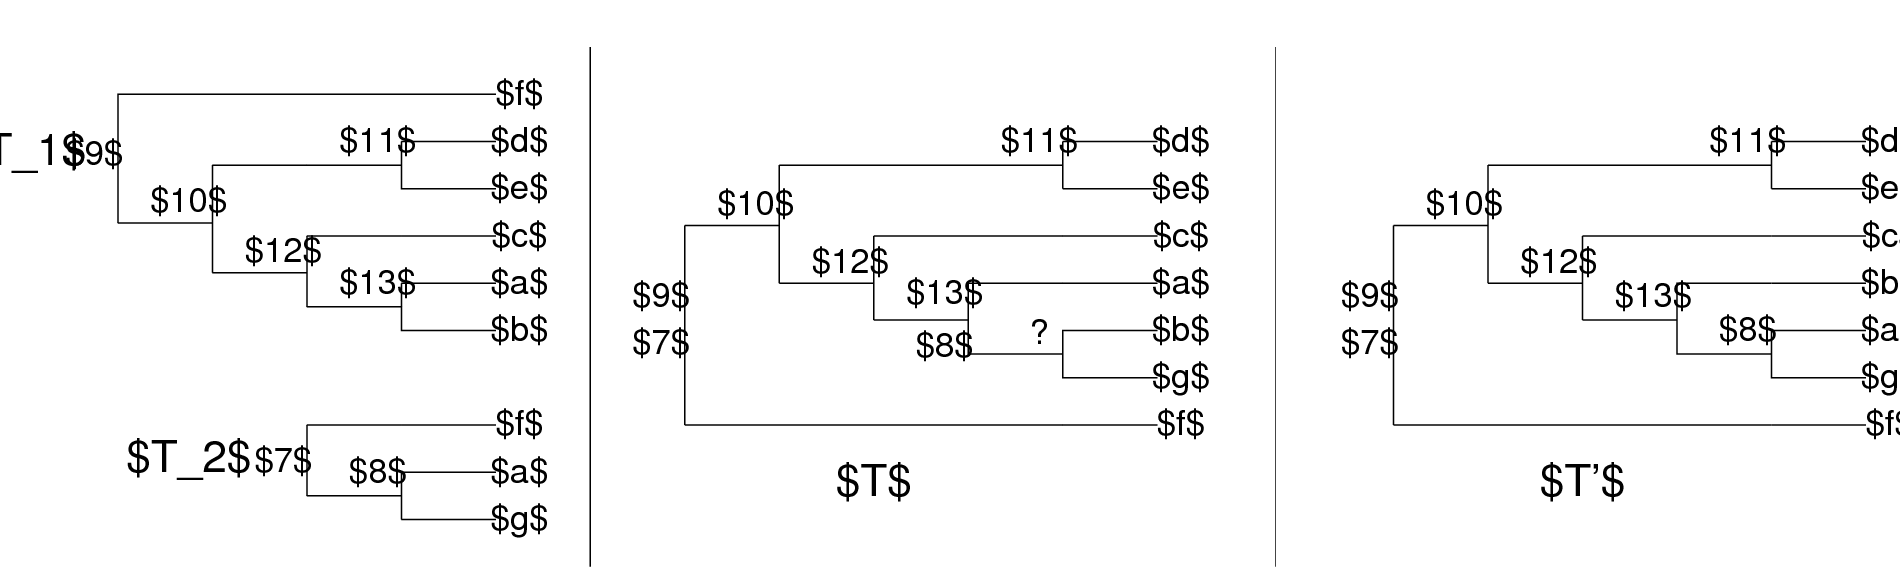 $f$
$11$ $d$
T_1$ $9$
$e$
$10$
$c$
$12$
$13$ $a$
$b$
$f$
$T_2$ $7$
$8$ $a$
$g$
$11$ $d$
$e$
$10$
$c$
$12$
$13$ $a$
$9$
? $b$
$7$ $8$
$g$
$f$
$T$
$11$ $d
$e
$10$
$c
$12$
$13$ $b
$9$
$8$ $a
$7$
$g
$f$
$T'$